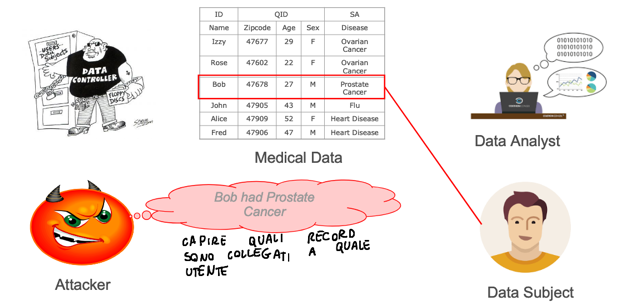 ID QID SA
Name Zipcode Age Sex Disease
Izzy 47677 29 F Ovarian Cancer
Rose 47602 22 F Ovarian Cancer
Bob 47678 27 M Prostate Cancer
John 47905 43 M Flu
Alice 47909 52 F Heart Disease
Fred 47906 47 M Heart Disease
Medical Data
USERS
DATA
CONTROLLER
FLOPPY
DISCS
01010101010
01010101010
01010101010
Data Analyst
Bob had Prostate
Cancer
CAPIRE QUALI RECORD
SONO COLLEGATI A QUALE
UTENTE
Attacker
Data Subject